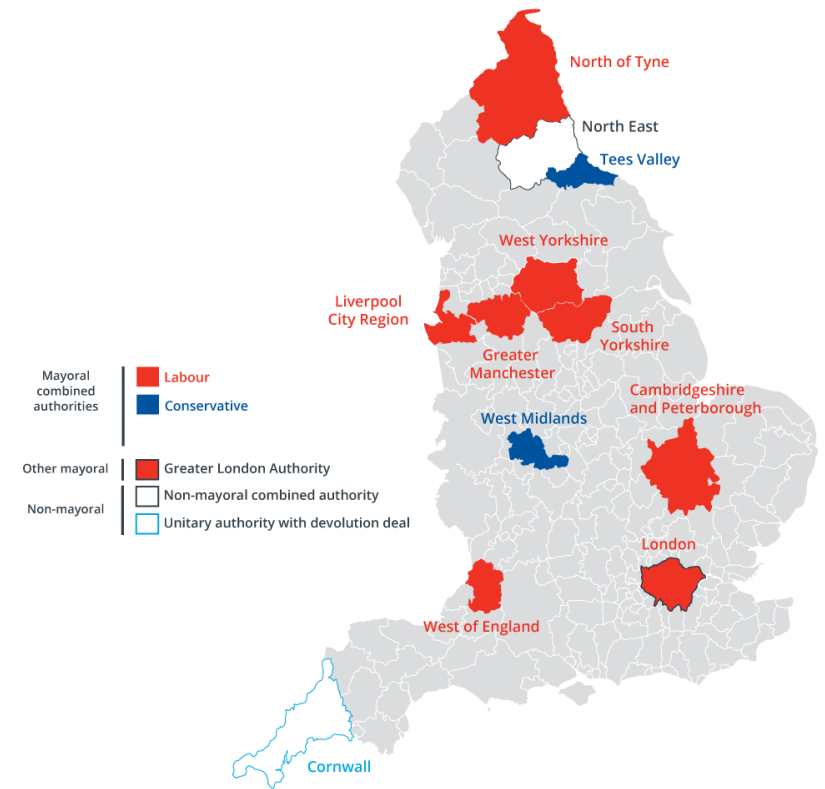 North of Tyne
North East
Tees Valley
West Yorkshire
Liverpool
City Region
South
Yorkshire
Greater
Manchester
Mayoral
combined
authorities
Labour
Conservative
Cambridgeshire
and Peterborough
West Midlands
Other mayoral
Greater London Authority
Non-mayoral
Non-mayoral combined authority
Unitary authority with devolution deal
London
West of England
Cornwall